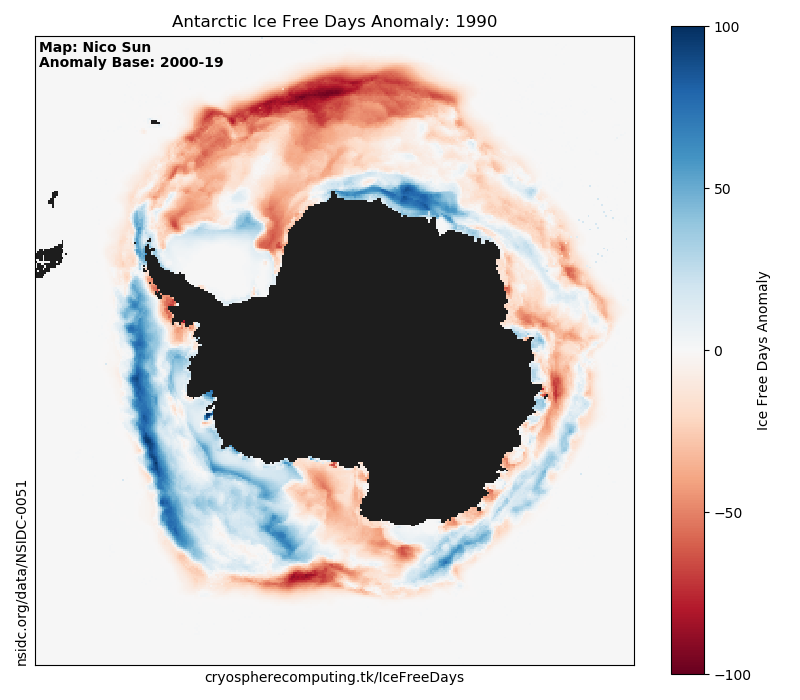 Antarctic Ice Free Days Anomaly: 1990
Map: Nico Sun
Anomaly Base: 2000-19
nsidc.org/data/NSIDC-0051
cryospherecomputing.tk/IceFreeDays
100
50
0
−50
−100
Ice Free Days Anomaly